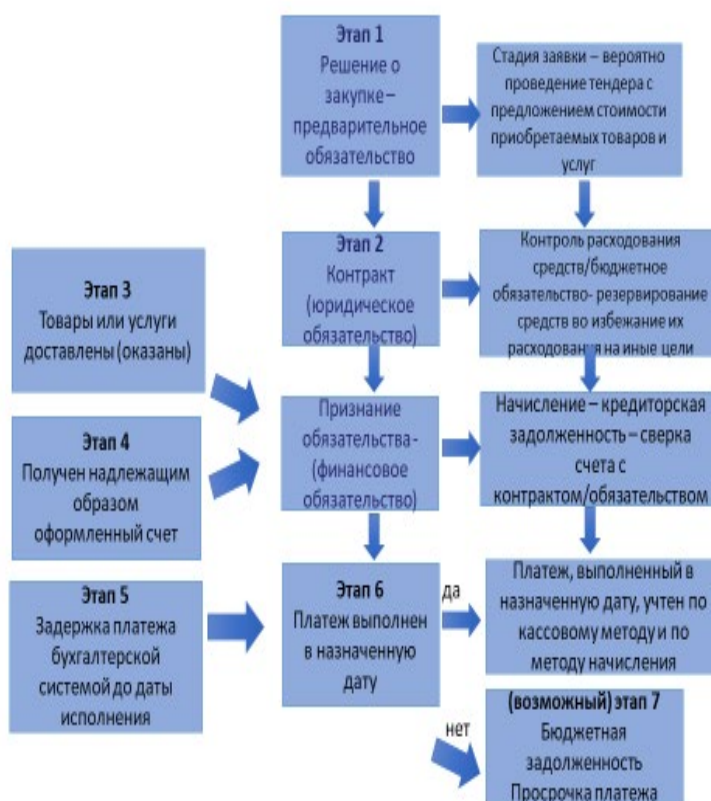 Этап 1
Решение о
закупке –
предварительное
обязательство
Стадия заявки – вероятно
проведение тендера с
предложением стоимости
приобретаемых товаров и
услуг
Этап 2
Контракт
(юридическое
обязательство)
Контроль расходования
средств/бюджетное
обязательство- резервирование
средств во избежание их
расходования на иные цели
Этап 3
Товары или услуги
доставлены (оказаны)
Этап 4
Получен надлежащим
образом
оформленный счет
Признание
обязательства-
(финансовое
обязательство)
Начисление – кредиторская
задолженность – сверка
счета с
контрактом/обязательством
Этап 5
Задержка платежа
бухгалтерской
системой до даты
исполнения
Этап 6
Платеж выполнен
в назначенную
дату
да
Платеж, выполненный в
назначенную дату, учтен по
кассовому методу и по
методу начисления
нет
(возможный) этап 7
Бюджетная
задолженность
Просрочка платежа